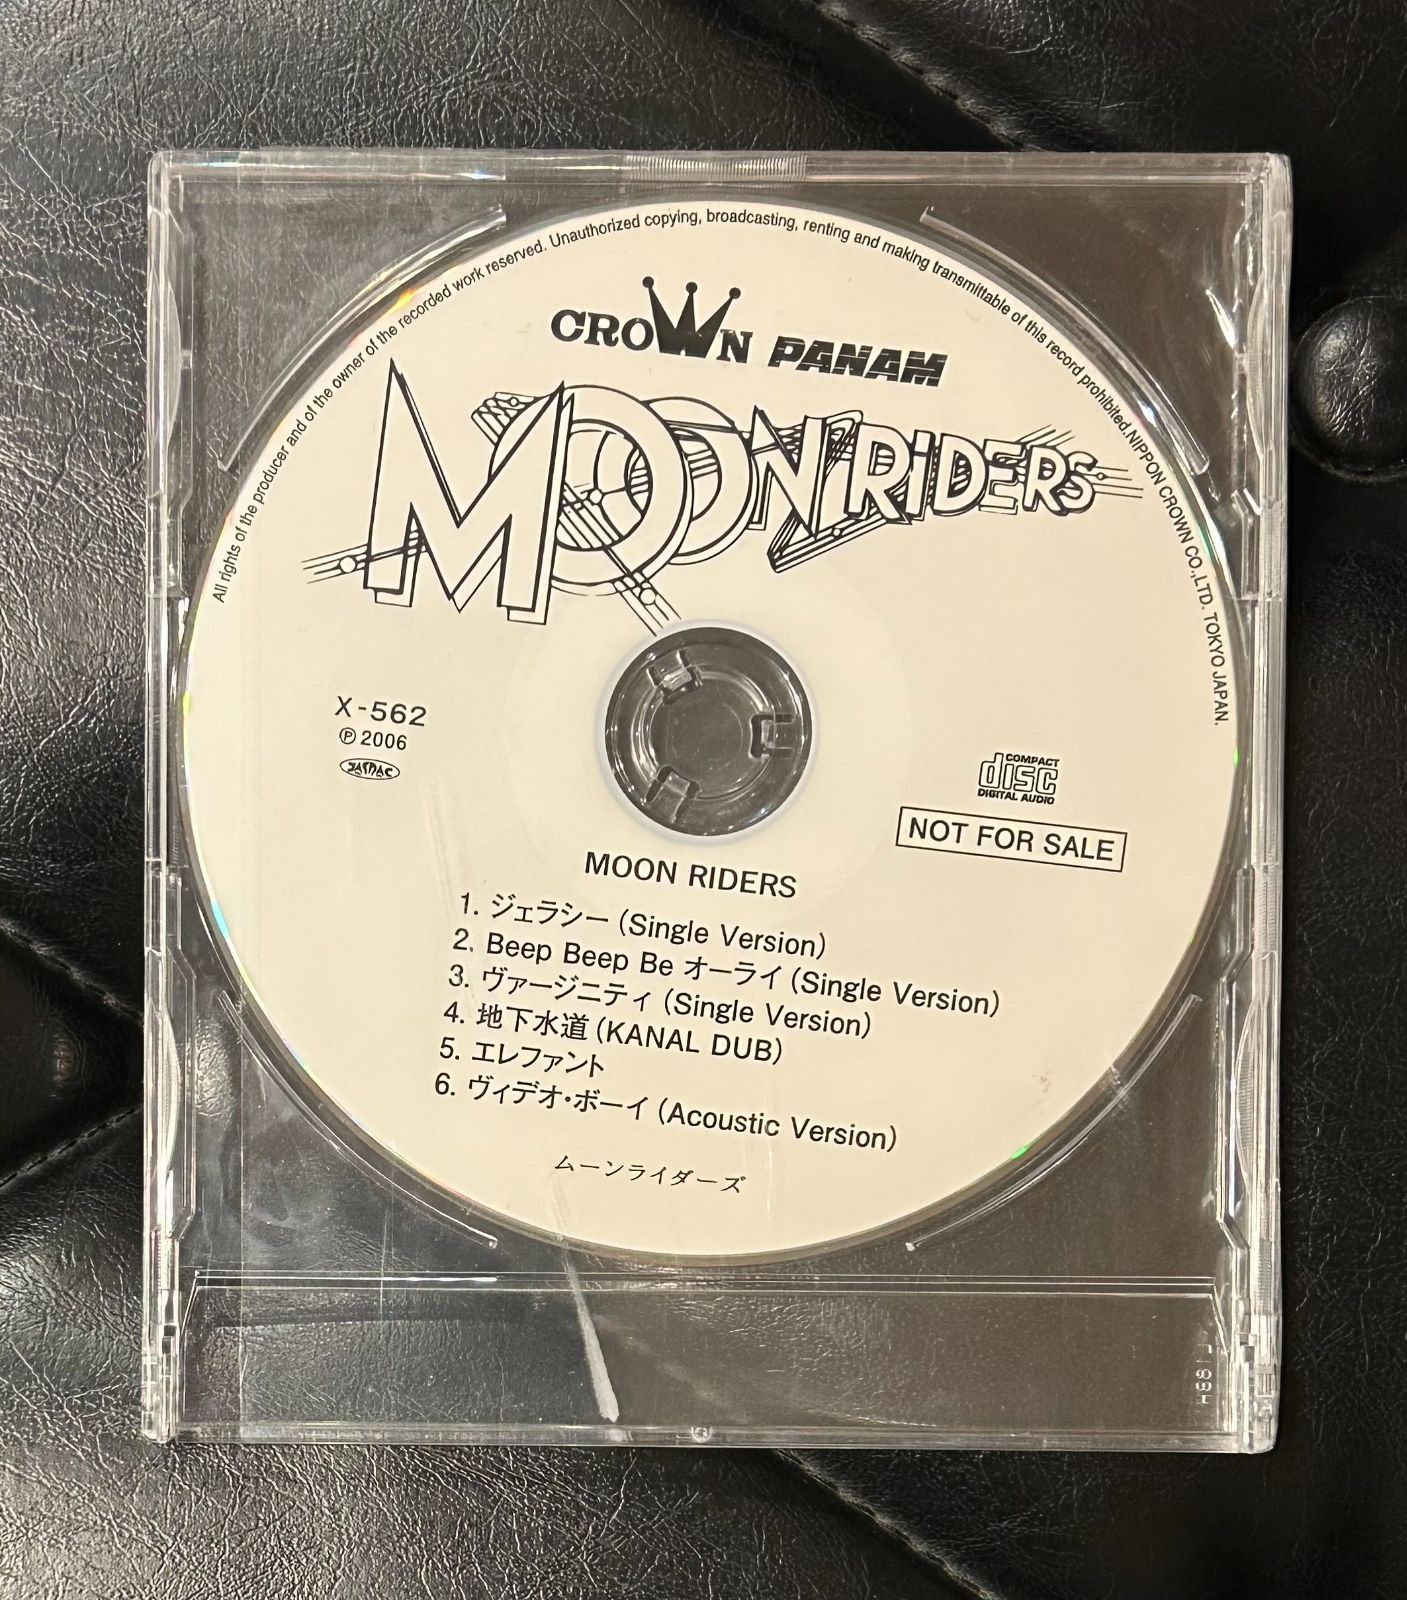 All rights of the producer and of the owner of the recorded work reserved. Unauthorized copying, broadcasting, renting and making transmittable of this record prohibited.NIPPON CROWN CO.,LTD. TOKYO JAPAN.
CROWN PANAM
MOONRiDERS
X-562
Ⓟ 2006
JASRAC
COMPACT
disc
DIGITAL AUDIO
NOT FOR SALE
MOON RIDERS
1. ジェラシー (Single Version)
2. Beep Beep Be オーライ (Single Version)
3. ヴァージニティ (Single Version)
4. 地下水道 (KANAL DUB)
5. エレファント
6. ヴィデオ・ボーイ (Acoustic Version)
ムーンライダーズ